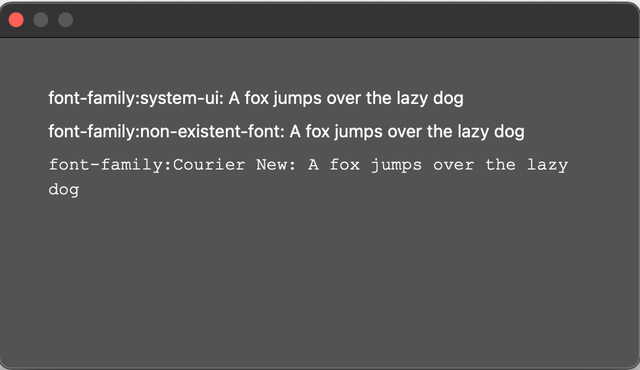 font-family:system-ui: A fox jumps over the lazy dog
font-family:non-existent-font: A fox jumps over the lazy dog
font-family:Courier New: A fox jumps over the lazy
dog